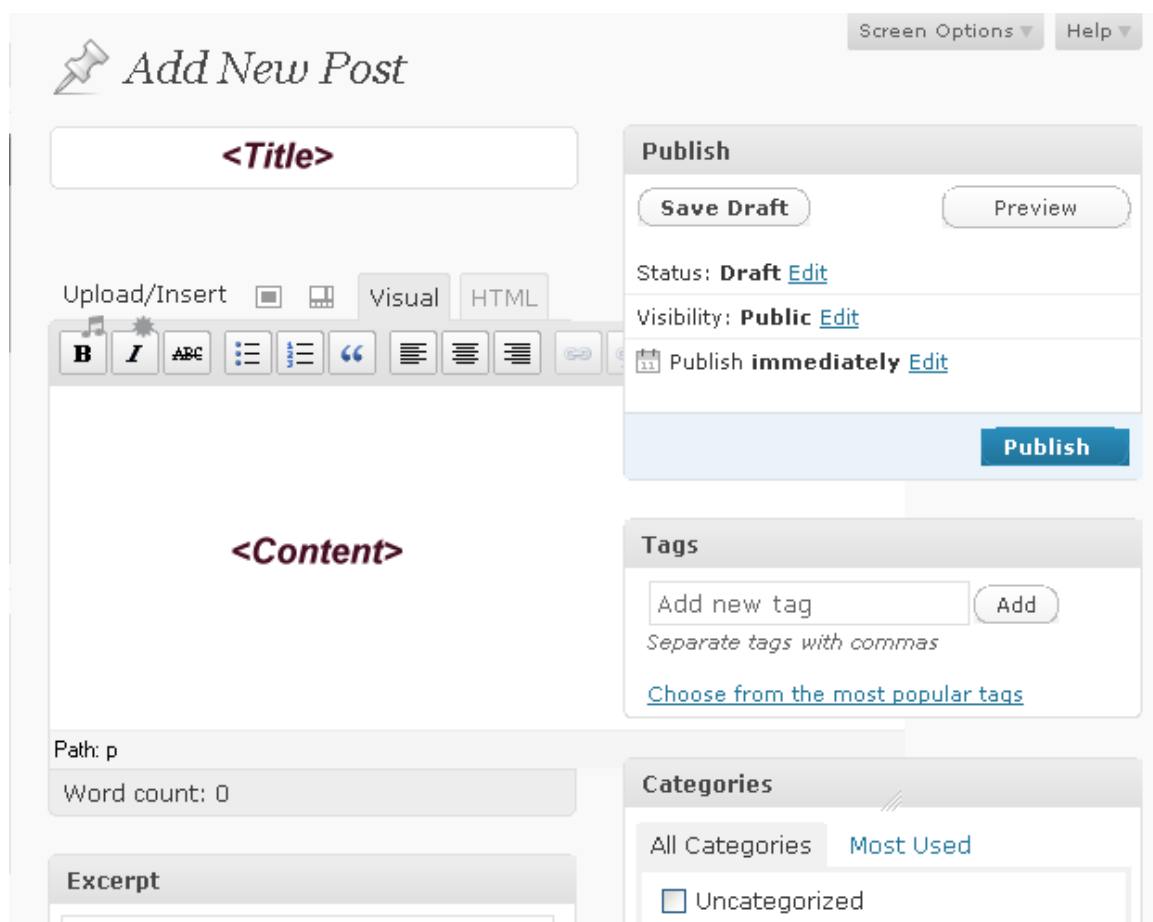 Screen Options Help
Add New Post
<Title>
Upload/Insert Visual HTML
B I ABC
<Content>
Path: p
Word count: 0
Excerpt
Publish
Save Draft Preview
Status: Draft Edit
Visibility: Public Edit
11 Publish immediately Edit
Publish
Tags
Add new tag Add
Separate tags with commas
Choose from the most popular tags
Categories
All Categories Most Used
Uncategorized